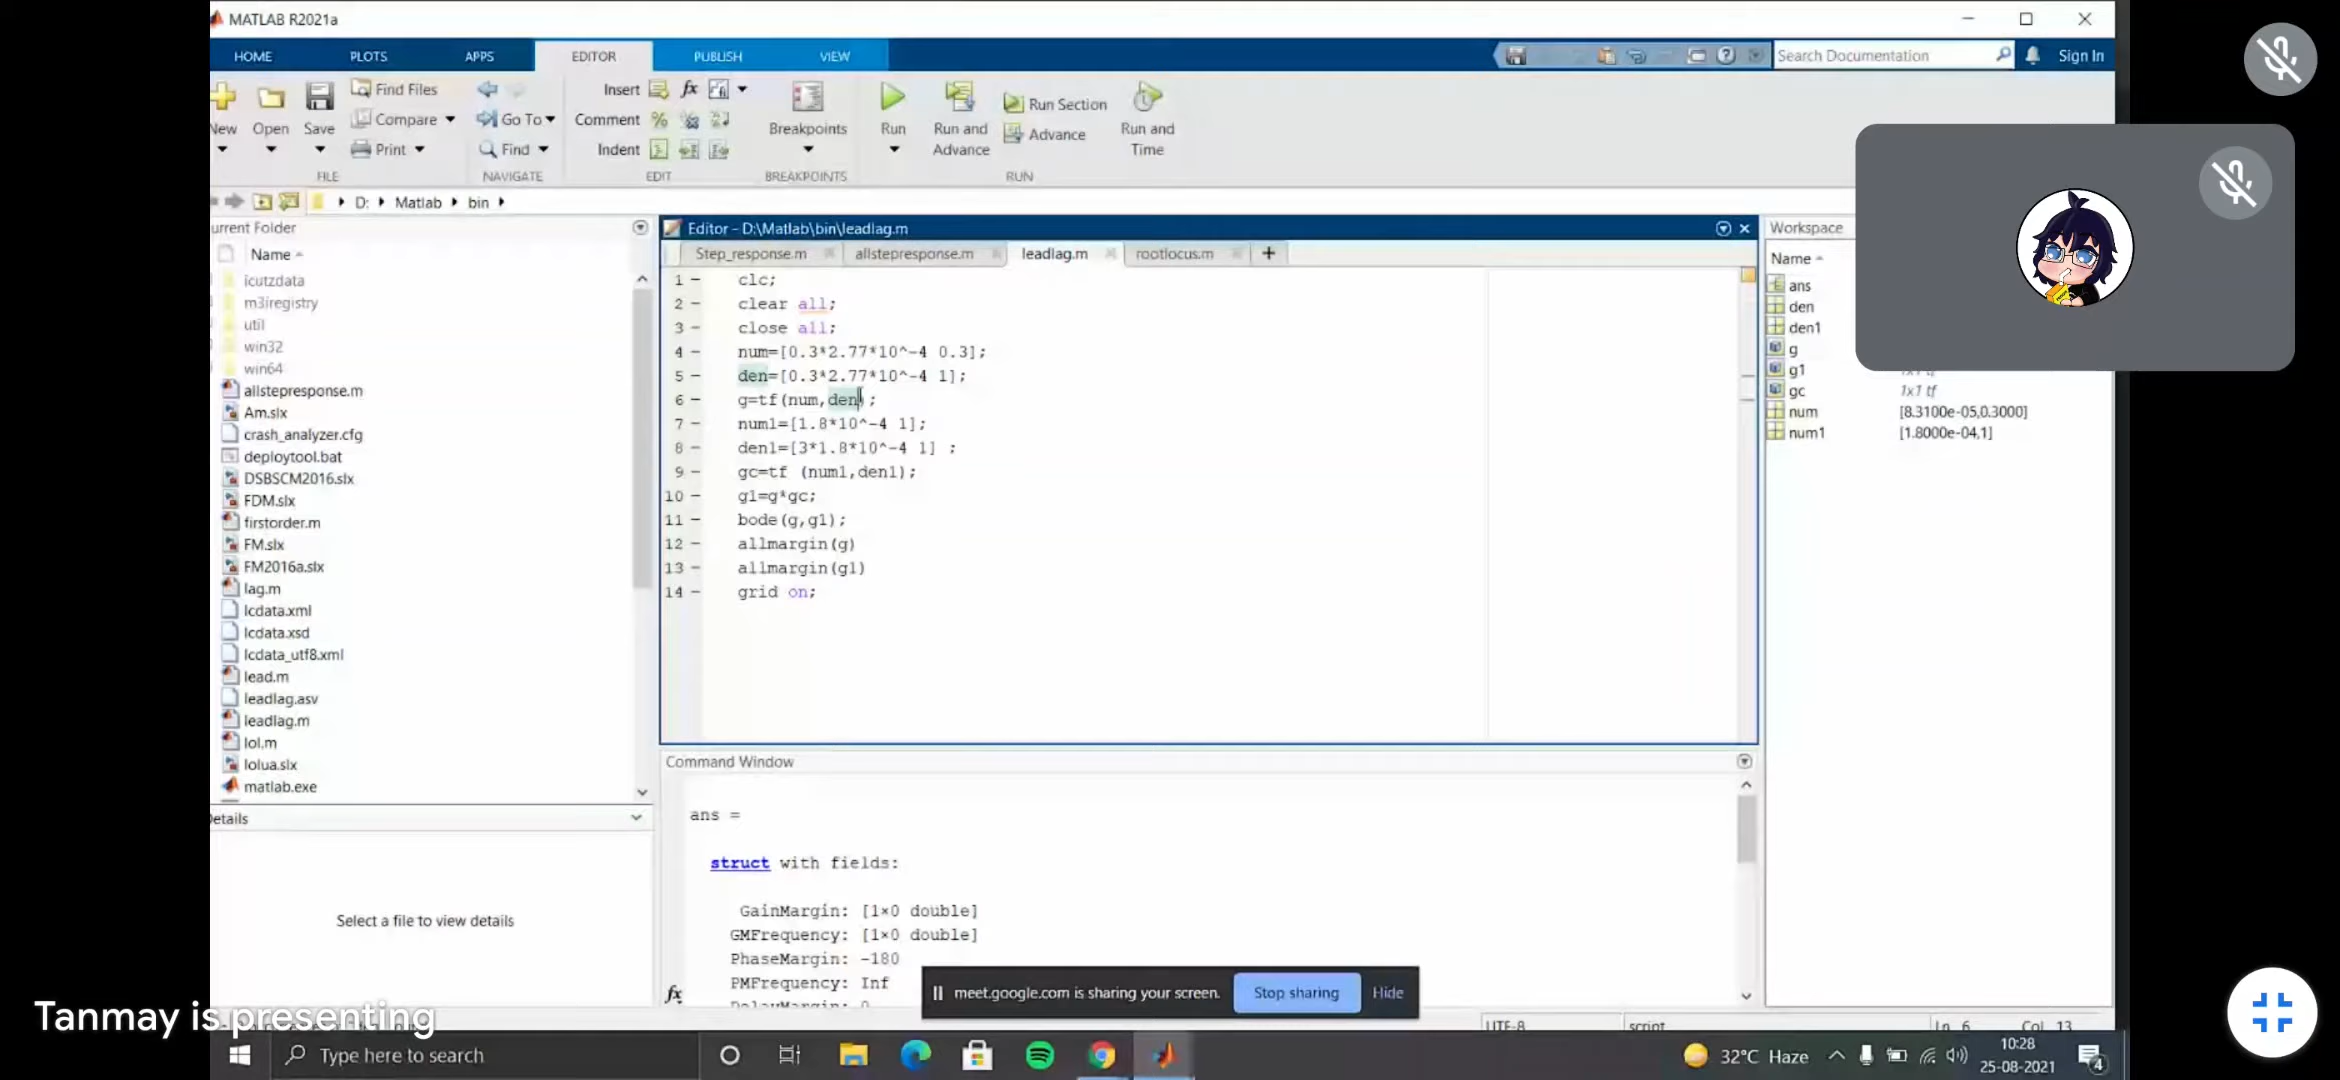 MATLAB R2021a
HOME PLOTS APPS EDITOR PUBLISH VIEW
Search Documentation
Sign In
New Open Save
Find Files
Compare
Print
FILE
Go To
Find
NAVIGATE
Insert fx
Comment
Indent
EDIT
Breakpoints
BREAKPOINTS
Run
Run and Advance
Run Section
Advance
Run and Time
RUN
D: Matlab bin
urrent Folder
Name
icutzdata
m3iregistry
util
win32
win64
allstepresponse.m
Am.slx
crash_analyzer.cfg
deploytool.bat
DSBSCM2016.slx
FDM.slx
firstorder.m
FM.slx
FM2016a.slx
lag.m
lcdata.xml
lcdata.xsd
lcdata_utf8.xml
lead.m
leadlag.asv
leadlag.m
lol.m
lolua.slx
matlab.exe
etails
Select a file to view details
Editor - D:\Matlab\bin\leadlag.m
Step_response.m allstepresponse.m leadlag.m rootlocus.m +
1 - clc;
2 - clear all;
3 - close all;
4 - num=[0.3*2.77*10^-4 0.3];
5 - den=[0.3*2.77*10^-4 1];
6 - g=tf(num,den);
7 - num1=[1.8*10^-4 1];
8 - den1=[3*1.8*10^-4 1] ;
9 - gc=tf (num1,den1);
10 - g1=g*gc;
11 - bode(g,g1);
12 - allmargin(g)
13 - allmargin(g1)
14 - grid on;
Command Window
ans =
struct with fields:
GainMargin: [1×0 double]
GMFrequency: [1×0 double]
PhaseMargin: -180
PMFrequency: Inf
DelayMargin: 0
fx
Workspace
Name
ans
den
den1
g
g1 1x1 tf
gc 1x1 tf
num [8.3100e-05,0.3000]
num1 [1.8000e-04,1]
meet.google.com is sharing your screen.
Stop sharing
Hide
Tanmay is presenting
UTF-8 script Ln 6 Col 13
Type here to search
32°C Haze
10:28
25-08-2021
4